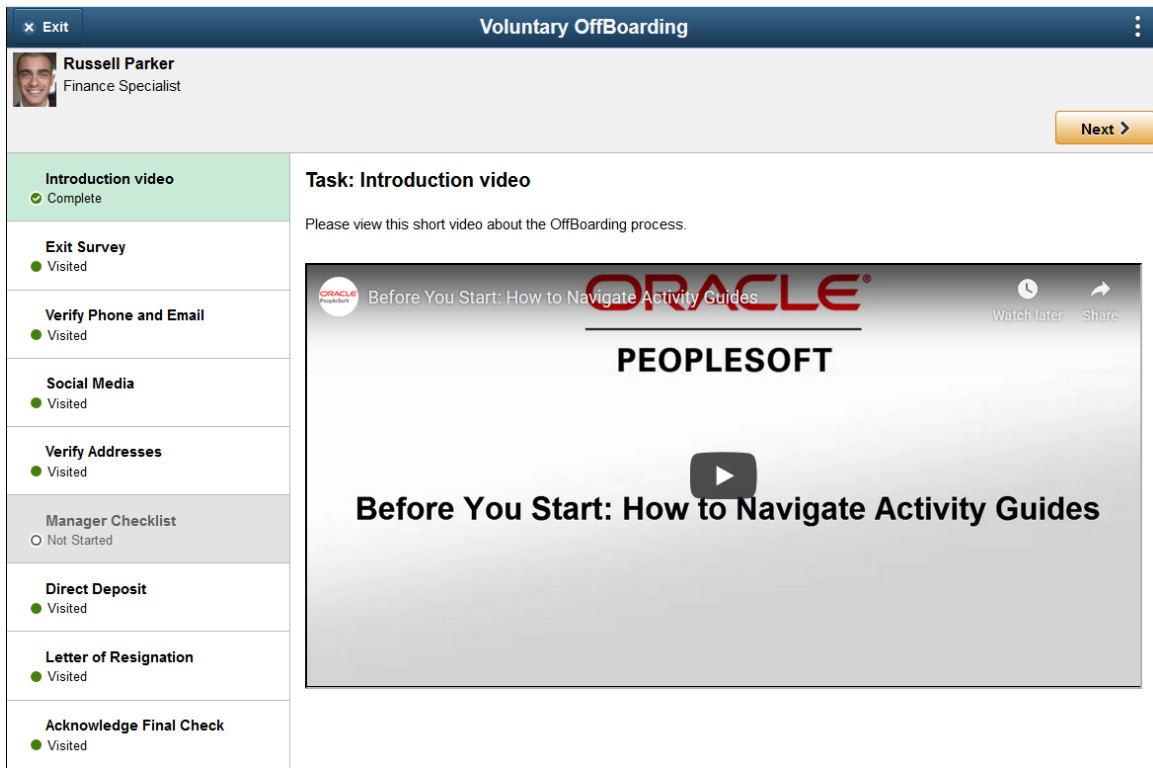 × Exit
Voluntary OffBoarding
Russell Parker
Finance Specialist
Next >
Introduction video
Complete
Exit Survey
Visited
Verify Phone and Email
Visited
Social Media
Visited
Verify Addresses
Visited
Manager Checklist
Not Started
Direct Deposit
Visited
Letter of Resignation
Visited
Acknowledge Final Check
Visited
Task: Introduction video
Please view this short video about the OffBoarding process.
ORACLE
PeopleSoft
Before You Start: How to Navigate Activity Guides
ORACLE®
Watch later
Share
PEOPLESOFT
Before You Start: How to Navigate Activity Guides